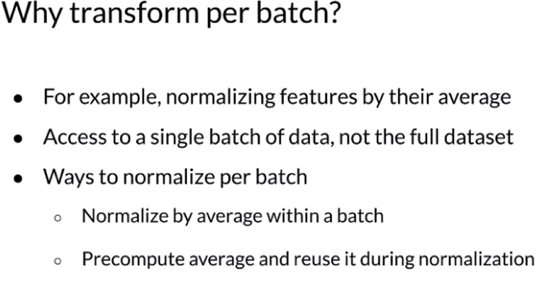 Why transform per batch?
• For example, normalizing features by their average
• Access to a single batch of data, not the full dataset
• Ways to normalize per batch
○ Normalize by average within a batch
○ Precompute average and reuse it during normalization